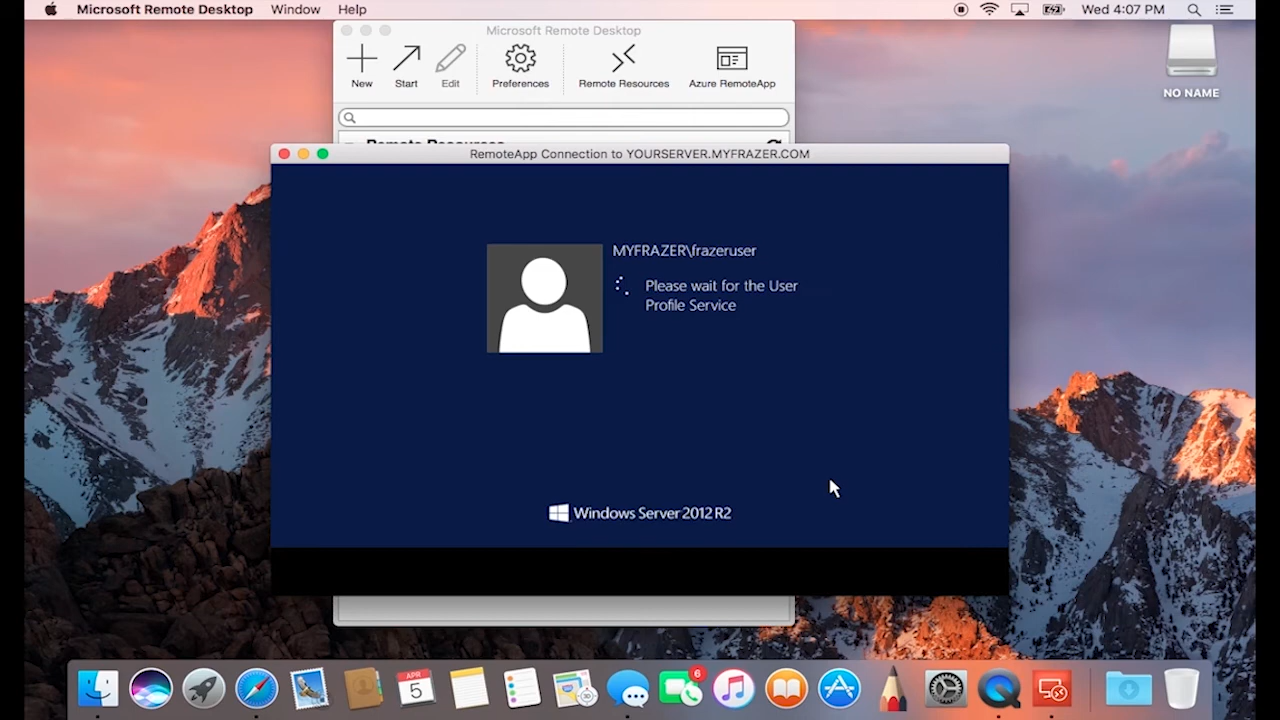 Microsoft Remote Desktop Window Help Wed 4:07 PM
Microsoft Remote Desktop
New Start Edit Preferences Remote Resources Azure RemoteApp
NO NAME
Remote Resources
RemoteApp Connection to YOURSERVER.MYFRAZER.COM
MYFRAZER\frazeruser
Please wait for the User
Profile Service
Windows Server 2012 R2
6
APR
5